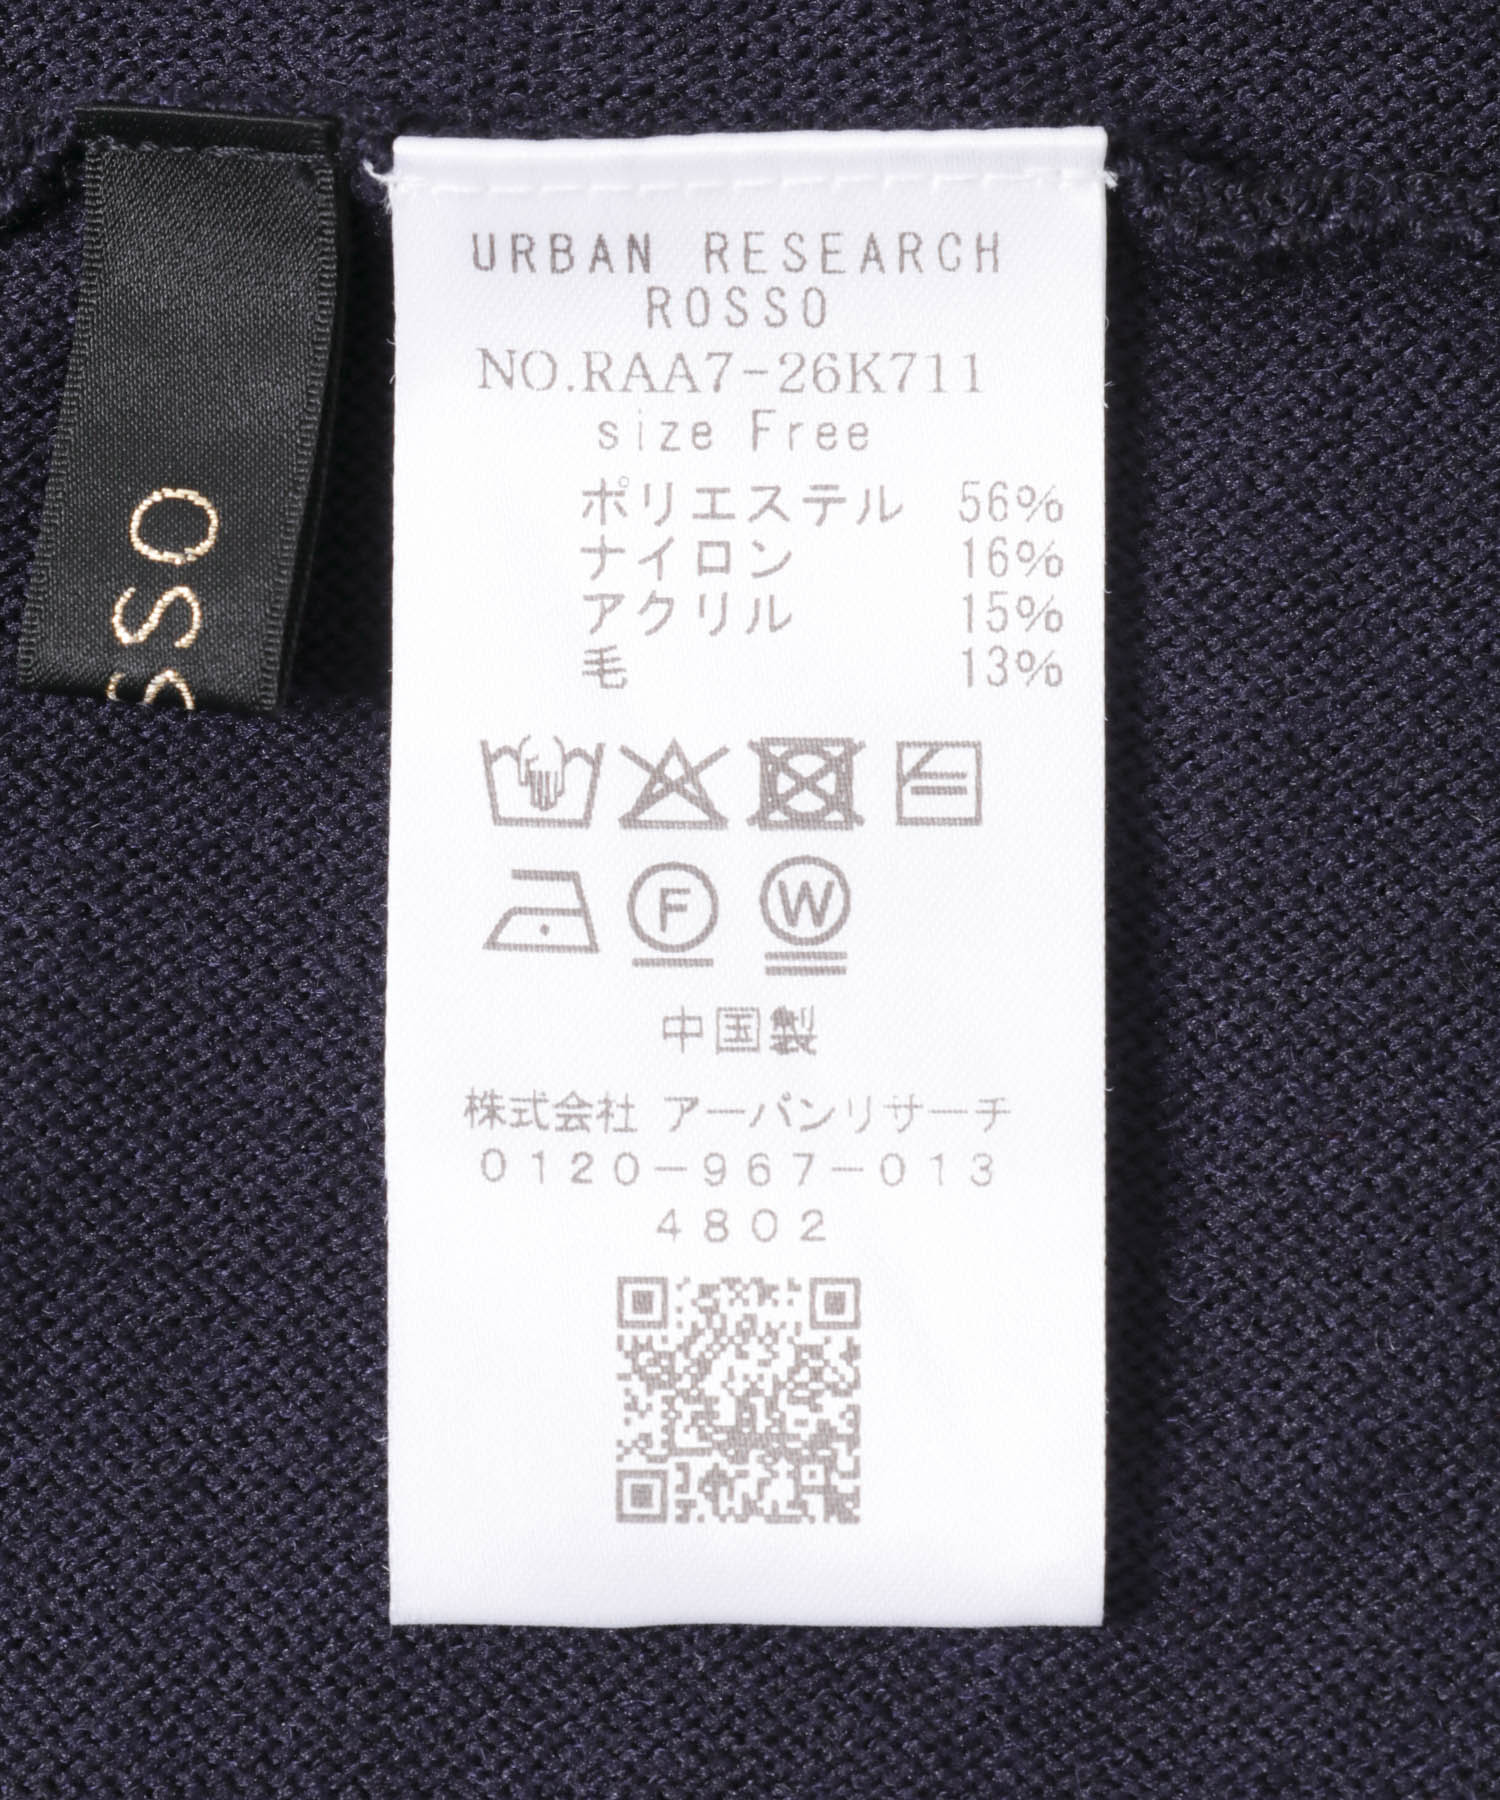 OSSO
URBAN RESEARCH
ROSSO
NO.RAA7-26K711
size Free
ポリエステル 56%
ナイロン 16%
アクリル 15%
毛 13%
F W
中国製
株式会社 アーバンリサーチ
0120-967-013
4802